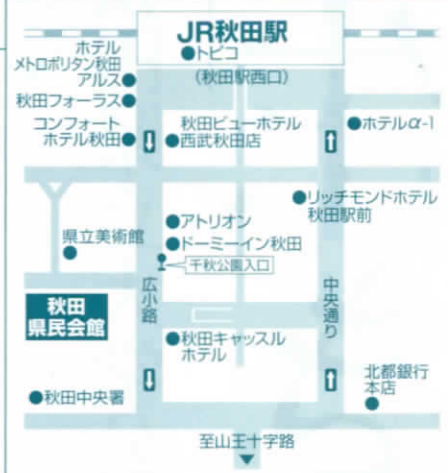 JR秋田駅
●トピコ
(秋田駅西口)
ホテル
メトロポリタン秋田
アルス●
秋田フォーラス●
コンフォート
ホテル秋田●
秋田ビューホテル
●西武秋田店
●ホテルα-1
●リッチモンドホテル
秋田駅前
県立美術館
●アトリオン
●ドーミーイン秋田
千秋公園入口
広小路
中央通り
秋田
県民会館
●秋田キャッスル
ホテル
●秋田中央署
北都銀行
本店
至山王十字路